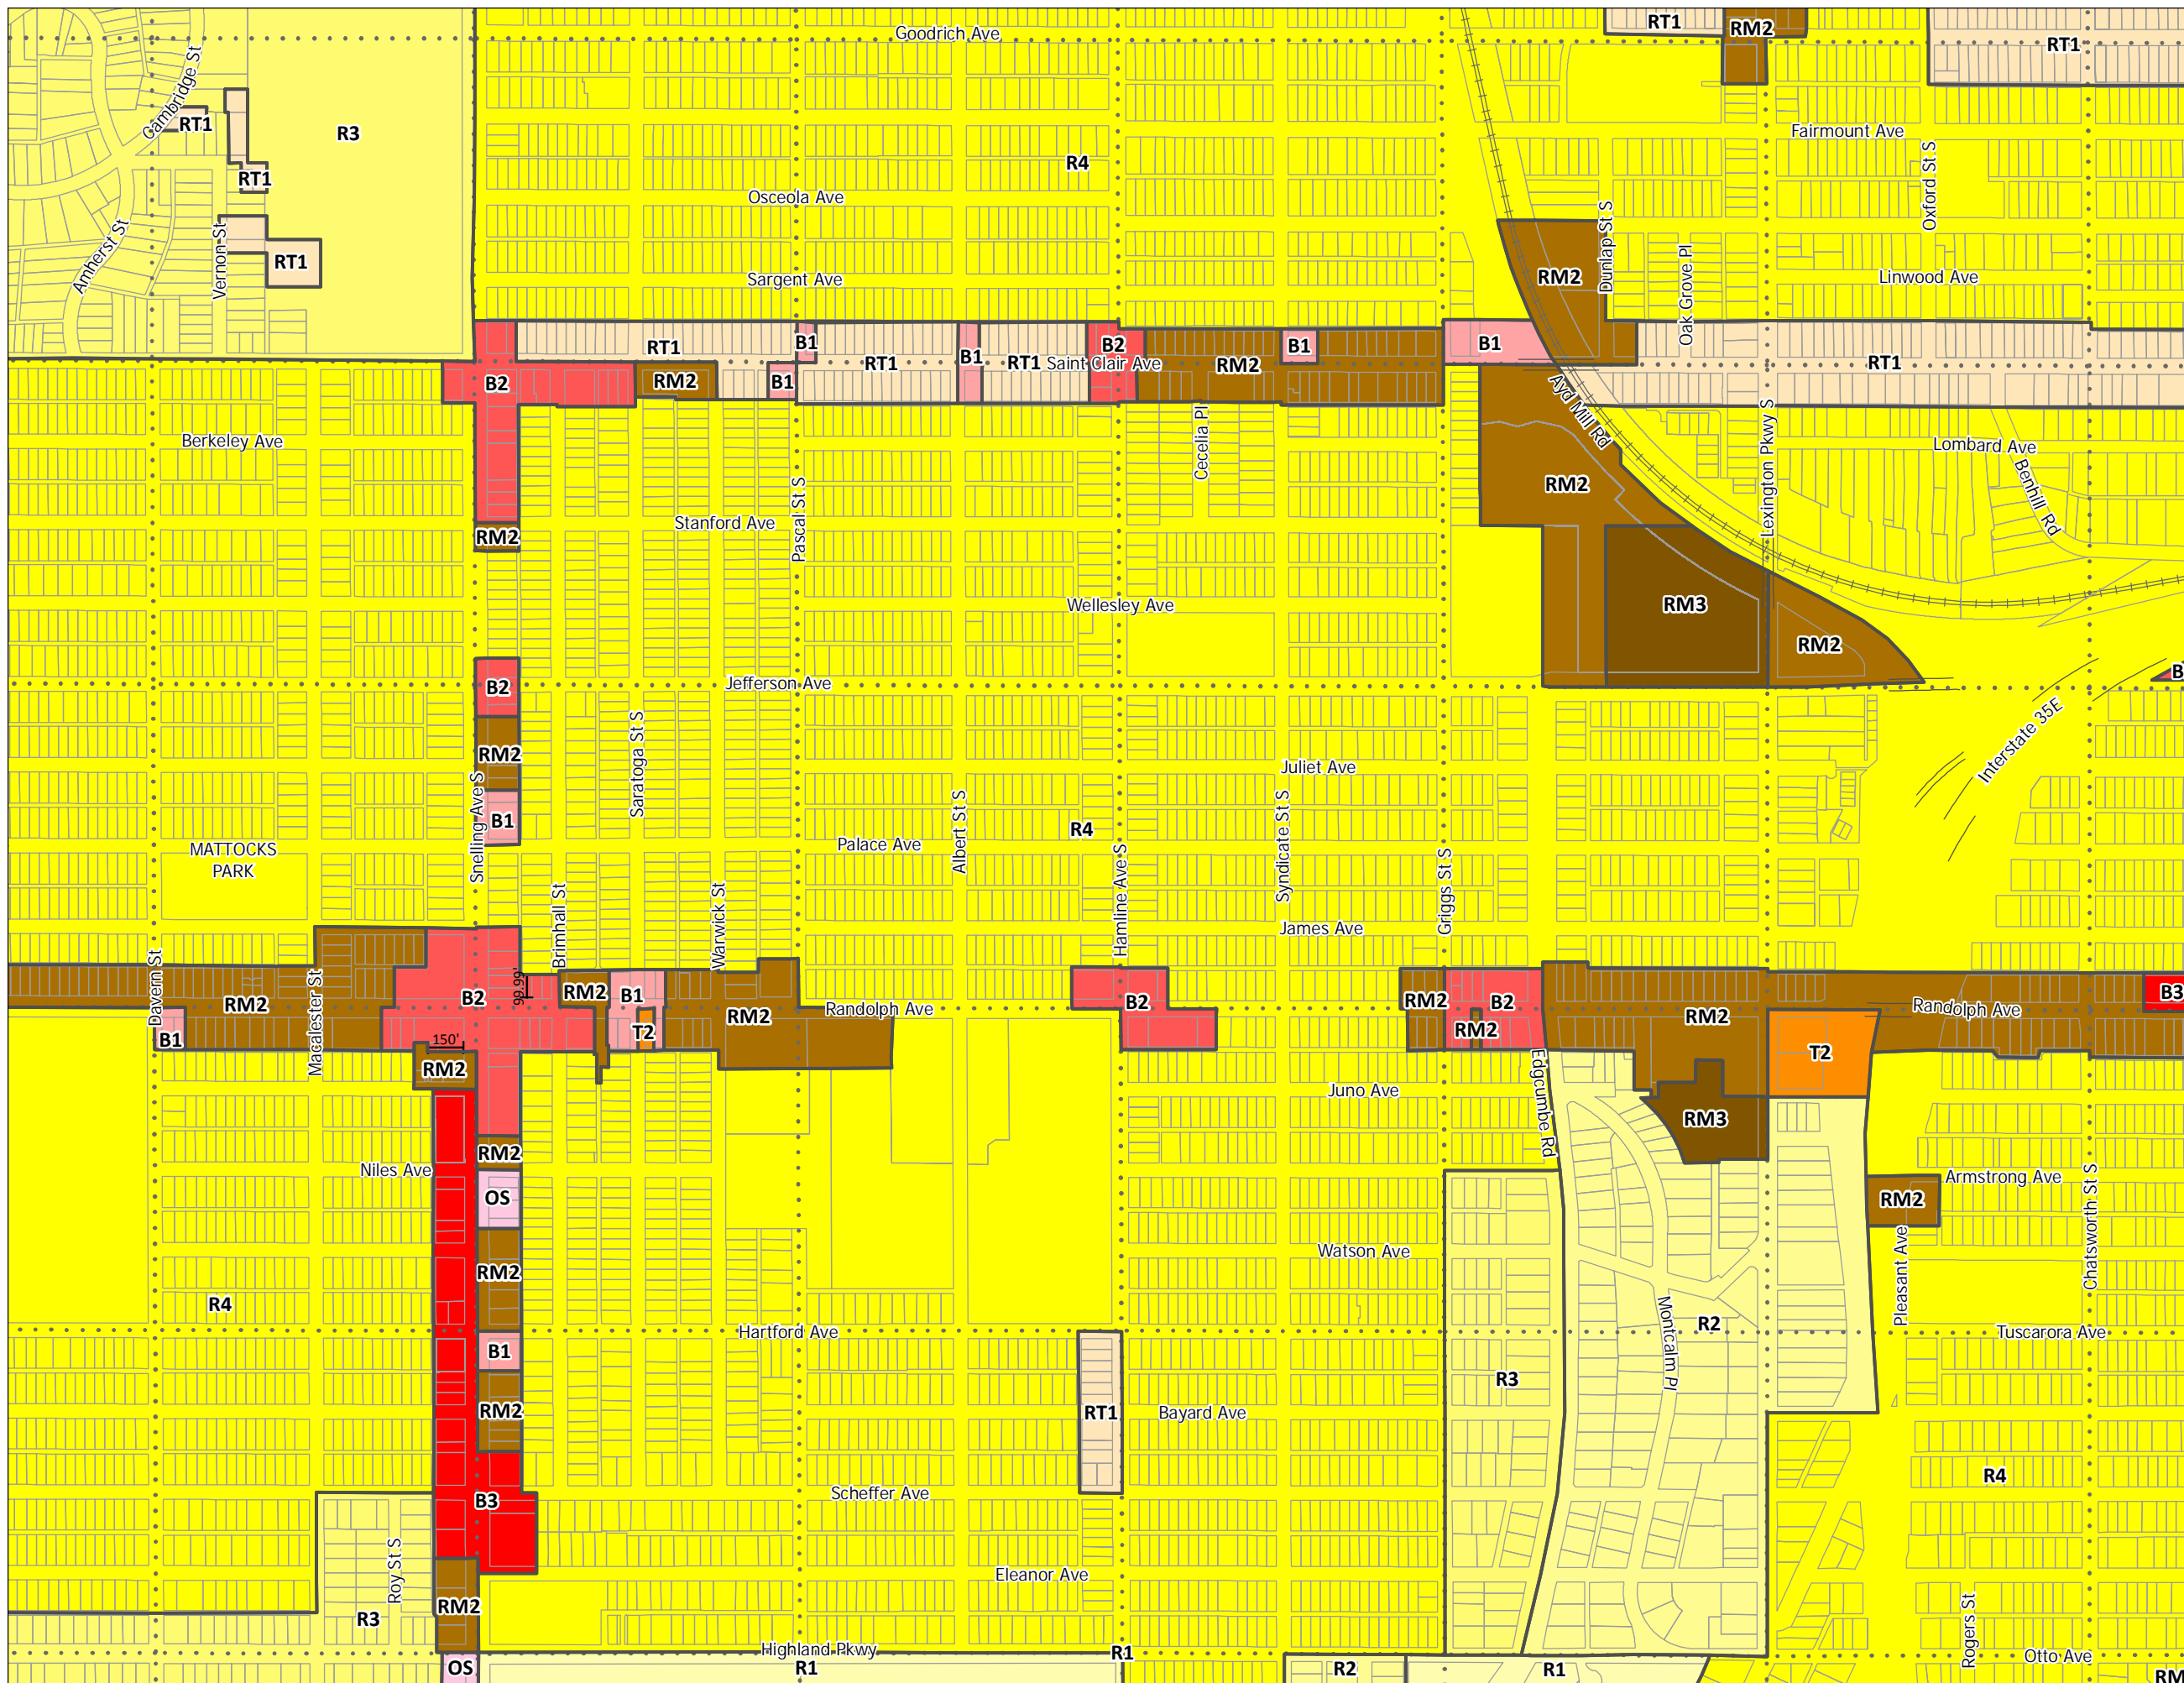 Goodrich Ave
RT1
RM2
RT1
Cambridge St
RT1
R3
R4
Fairmount Ave
RT1
Osceola Ave
Oxford St S
Amherst St
Vernon St
RT1
Sargent Ave
RM2
Dunlap St S
Oak Grove Pl
Linwood Ave
RT1
B1
RT1
B1
RT1
B2
Saint Clair Ave
RM2
B1
B1
RT1
B2
RM2
B1
Ayd Mill Rd
Berkeley Ave
Cecelia Pl
Lexington Pkwy S
Lombard Ave
Benhill Rd
RM2
Stanford Ave
Pascal St S
RM2
Wellesley Ave
RM3
RM2
B2
Jefferson Ave
B
RM2
Saratoga St S
Juliet Ave
Interstate 35E
Snelling Ave S
B1
MATTOCKS
PARK
Palace Ave
Albert St S
R4
Hamline Ave S
Syndicate St S
Griggs St S
Brimhall St
Warwick St
James Ave
Davern St
Macalester St
RM2
B2
99.99'
RM2
B1
T2
RM2
Randolph Ave
B2
RM2
B2
RM2
RM2
Randolph Ave
B3
B1
150'
RM2
T2
Juno Ave
Edgcumbe Rd
RM3
Niles Ave
RM2
OS
Armstrong Ave
RM2
Chatsworth St S
Pleasant Ave
RM2
Watson Ave
R4
Hartford Ave
Montcalm Pl
R2
Tuscarora Ave
B1
R3
RM2
RT1
Bayard Ave
R4
B3
Scheffer Ave
Roy St S
Eleanor Ave
RM2
R3
Rogers St
Highland Pkwy
R1
Otto Ave
OS
R1
R2
R1
RM